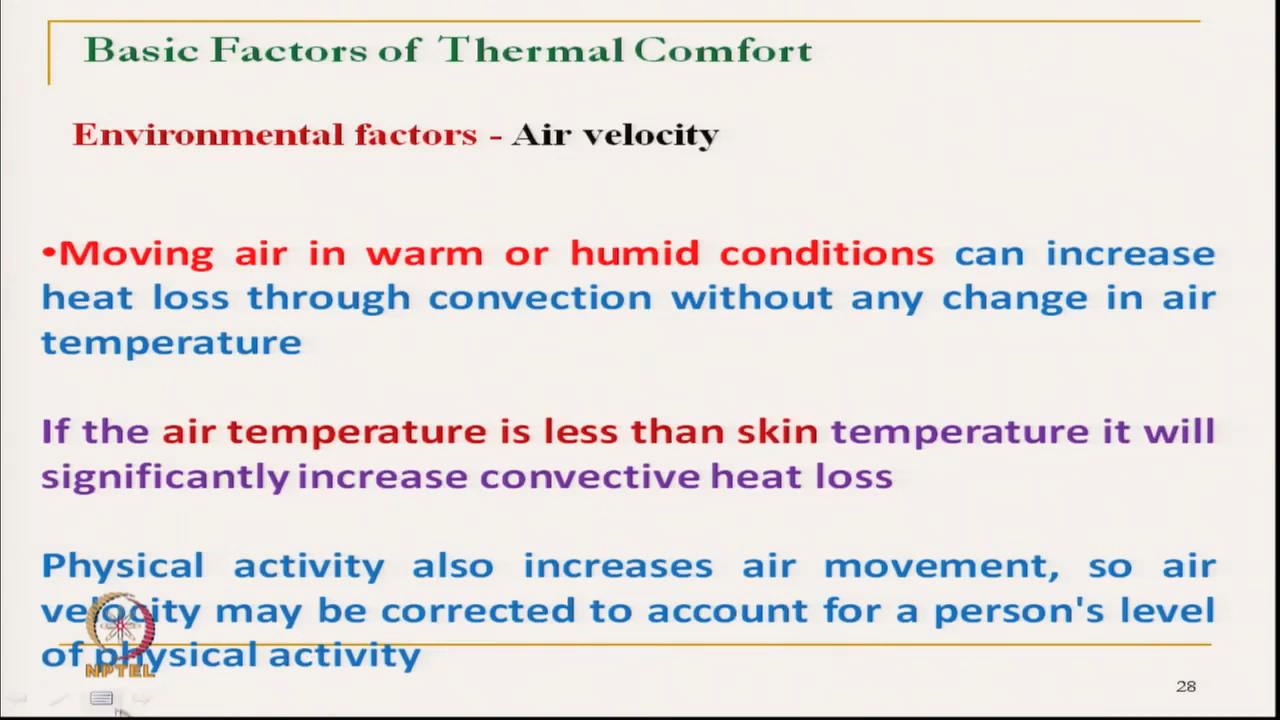 Basic Factors of Thermal Comfort
Environmental factors - Air velocity
•Moving air in warm or humid conditions can increase
heat loss through convection without any change in air
temperature
If the air temperature is less than skin temperature it will
significantly increase convective heat loss
Physical activity also increases air movement, so air
velocity may be corrected to account for a person's level
of physical activity
NPTEL
28